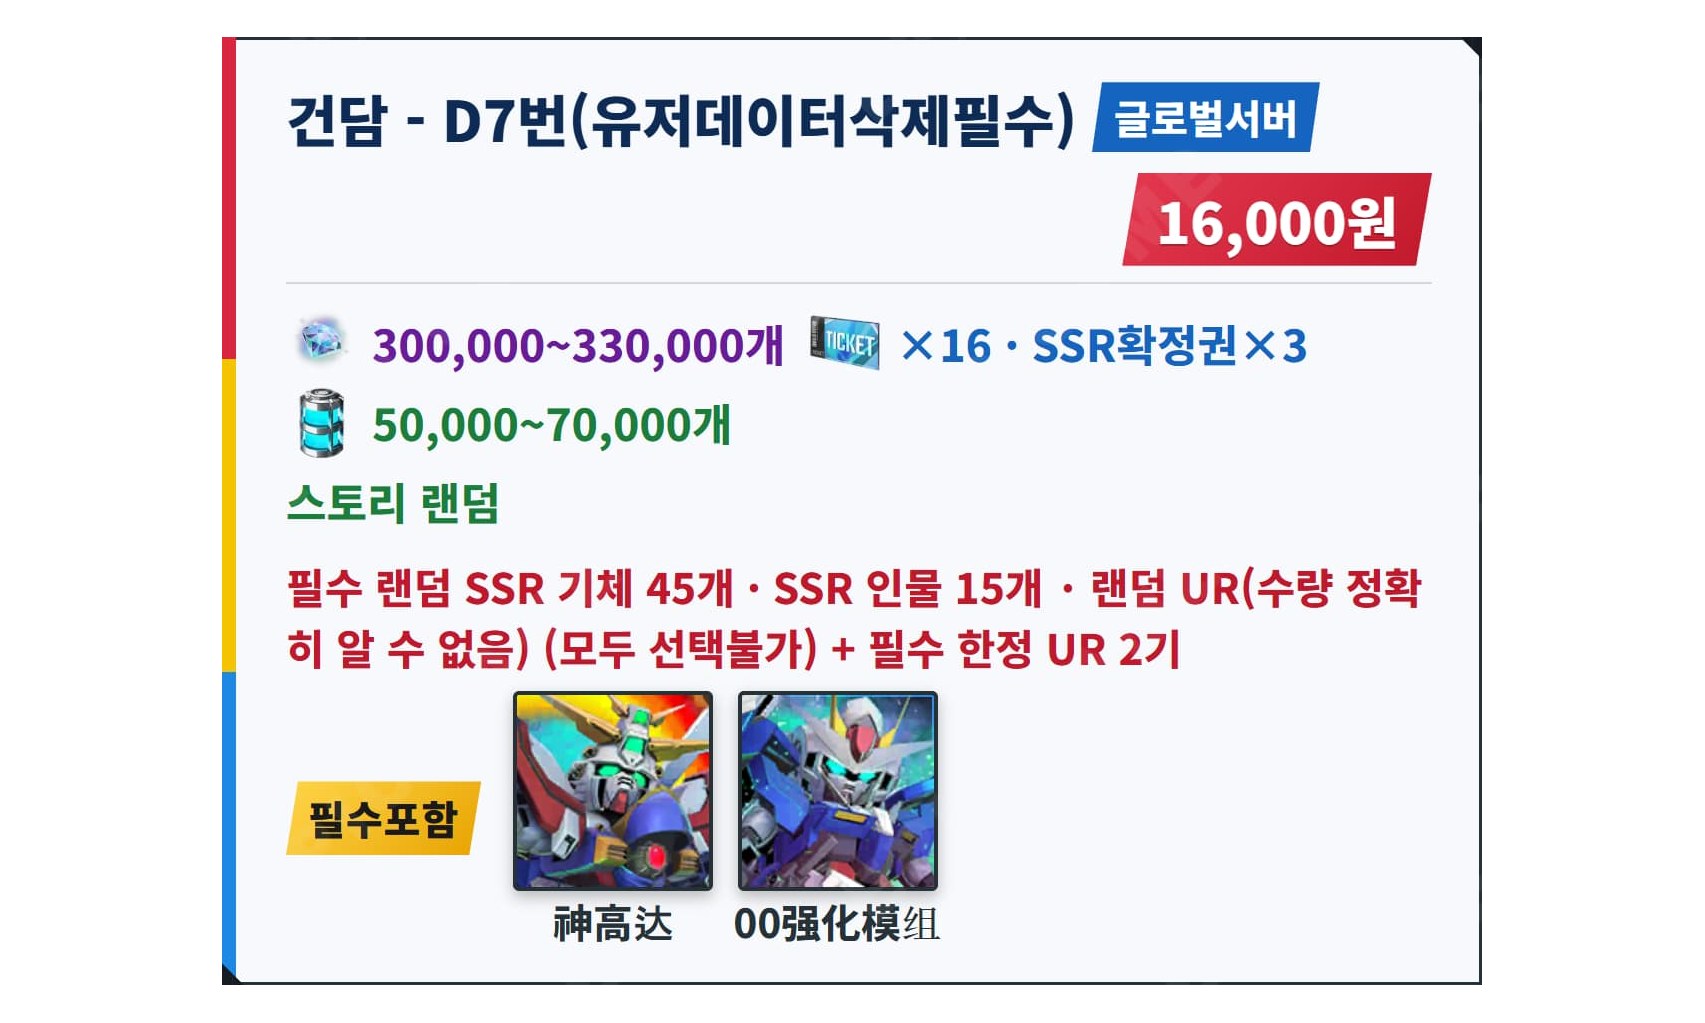 건담 - D7번(유저데이터삭제필수) 글로벌서버
16,000원
300,000~330,000개 TICKET ×16 · SSR확정권×3
50,000~70,000개
스토리 랜덤
필수 랜덤 SSR 기체 45개 · SSR 인물 15개 · 랜덤 UR(수량 정확
히 알 수 없음) (모두 선택불가) + 필수 한정 UR 2기
필수포함
神高达 00强化模组